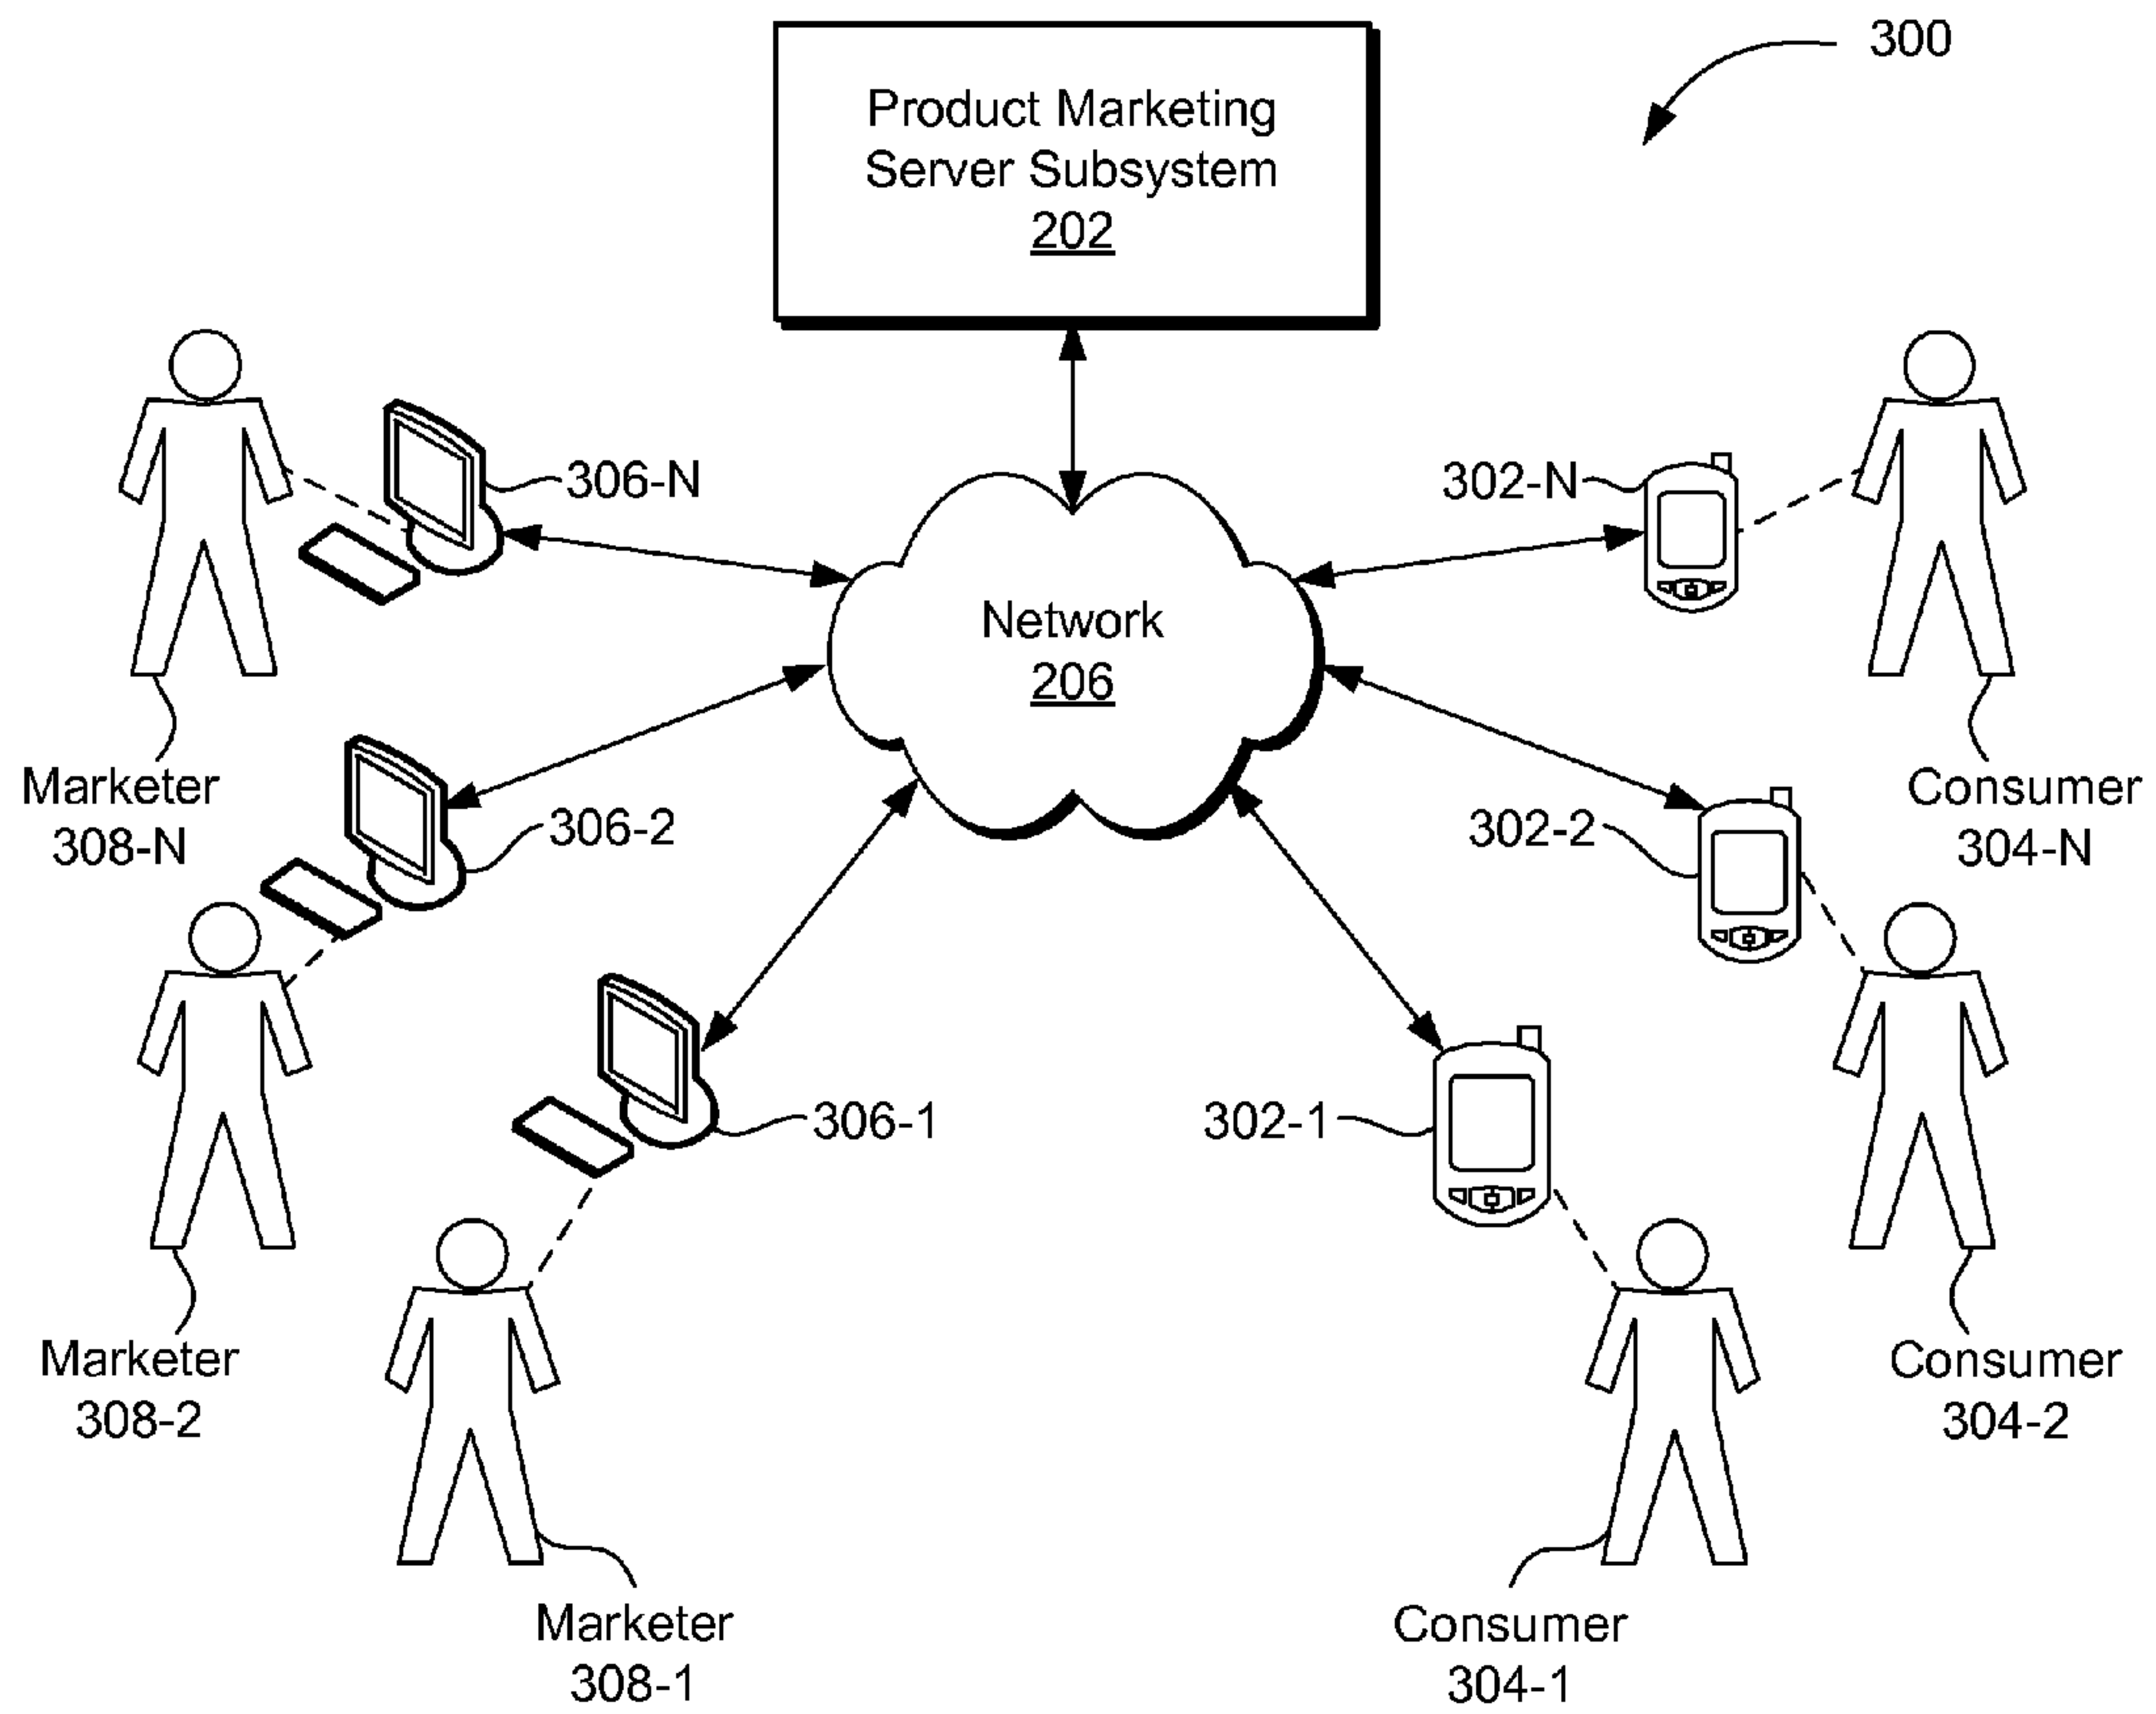 300
Product Marketing
Server Subsystem
202
306-N
302-N
Network
206
Marketer
308-N
306-2
302-2
Consumer
304-N
306-1
302-1
Marketer
308-2
Consumer
304-2
Marketer
308-1
Consumer
304-1